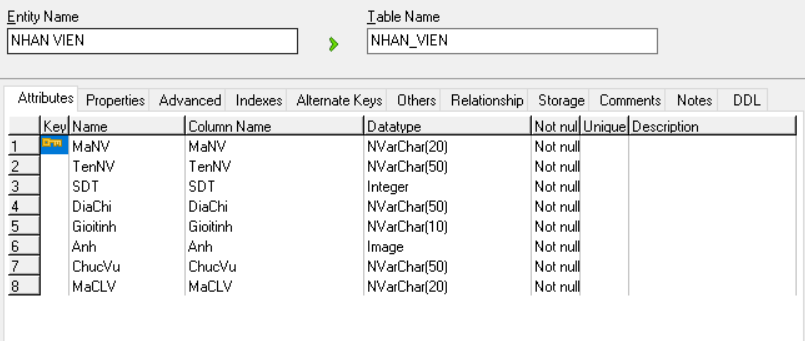 Entity Name Table Name
NHAN VIEN NHAN_VIEN
Attributes Properties Advanced Indexes Alternate Keys Others Relationship Storage Comments Notes DDL
Key Name Column Name Datatype Not nul Unique Description
1 MaNV MaNV NVarChar(20) Not null
2 TenNV TenNV NVarChar(50) Not null
3 SDT SDT Integer Not null
4 DiaChi DiaChi NVarChar(50) Not null
5 Gioitinh Gioitinh NVarChar(10) Not null
6 Anh Anh Image Not null
7 ChucVu ChucVu NVarChar(50) Not null
8 MaCLV MaCLV NVarChar(20) Not null